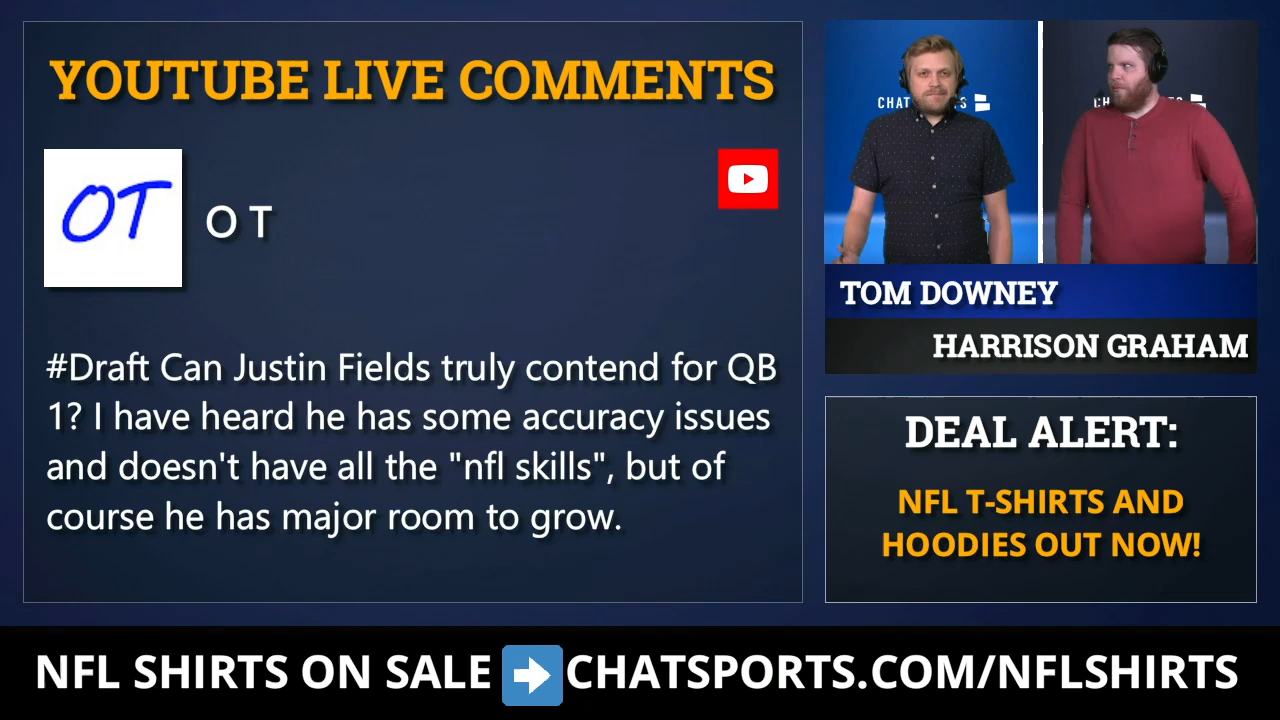 YOUTUBE LIVE COMMENTS
OT
O T
#Draft Can Justin Fields truly contend for QB
1? I have heard he has some accuracy issues
and doesn't have all the "nfl skills", but of
course he has major room to grow.
TOM DOWNEY
HARRISON GRAHAM
DEAL ALERT:
NFL T-SHIRTS AND
HOODIES OUT NOW!
NFL SHIRTS ON SALE ➡ CHATSPORTS.COM/NFLSHIRTS